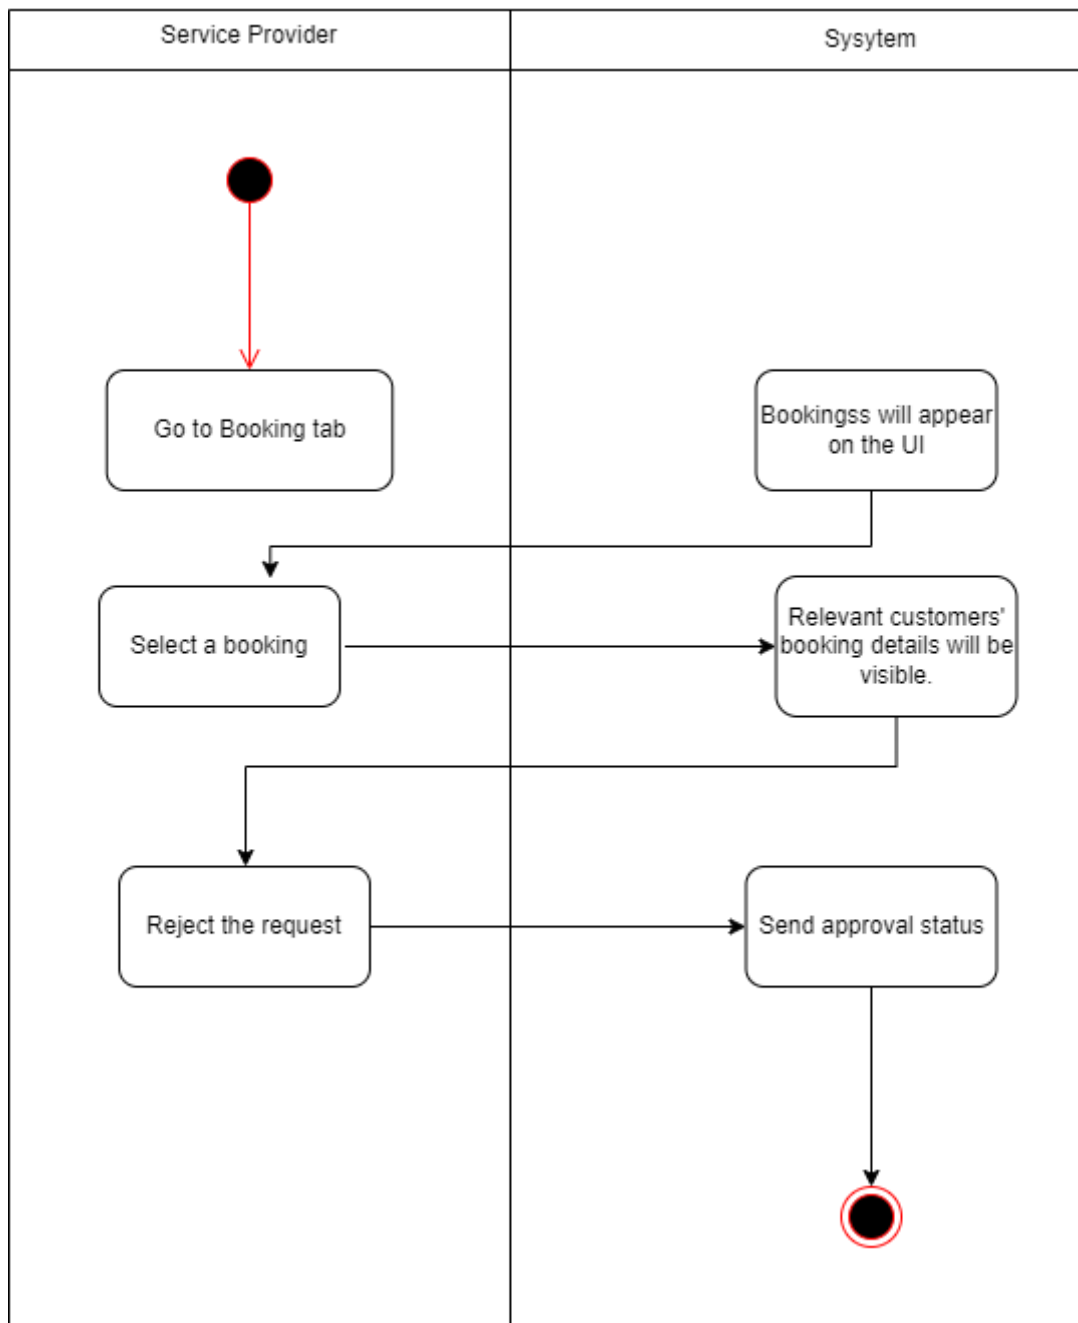 Service Provider
Sysytem
Go to Booking tab
Bookingss will appear
on the UI
Select a booking
Relevant customers'
booking details will be
visible.
Reject the request
Send approval status